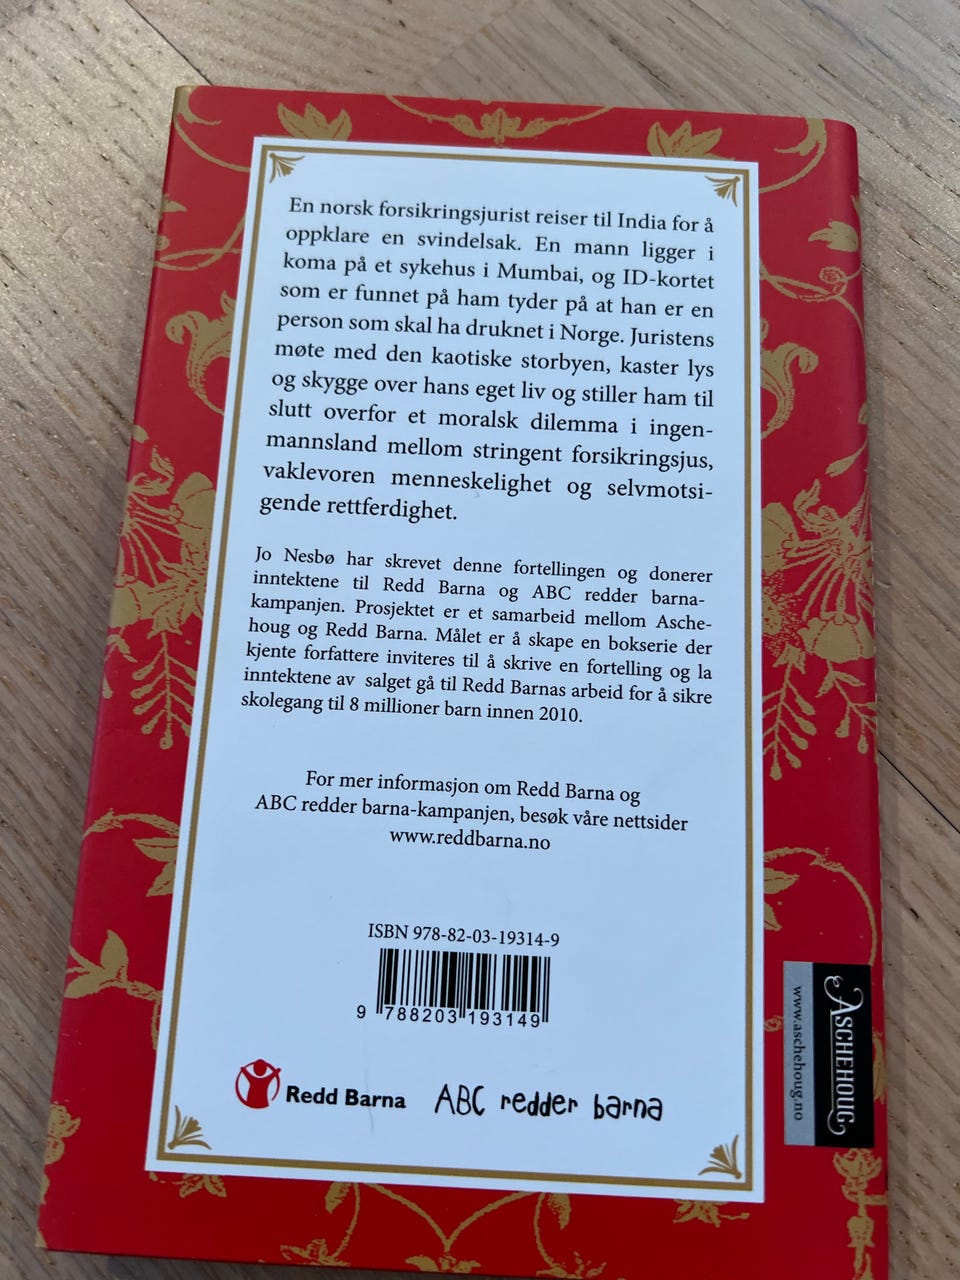 En norsk forsikringsjurist reiser til India for å
oppklare en svindelsak. En mann ligger i
koma på et sykehus i Mumbai, og ID-kortet
som er funnet på ham tyder på at han er en
person som skal ha druknet i Norge. Juristens
møte med den kaotiske storbyen, kaster lys
og skygge over hans eget liv og stiller ham til
slutt overfor et moralsk dilemma i ingen-
mannsland mellom stringent forsikringsjus,
vaklevoren menneskelighet og selvmotsi-
gende rettferdighet.
Jo Nesbø har skrevet denne fortellingen og donerer
inntektene til Redd Barna og ABC redder barna-
kampanjen. Prosjektet er et samarbeid mellom Asche-
houg og Redd Barna. Målet er å skape en bokserie der
kjente forfattere inviteres til å skrive en fortelling og la
inntektene av salget gå til Redd Barnas arbeid for å sikre
skolegang til 8 millioner barn innen 2010.
For mer informasjon om Redd Barna og
ABC redder barna-kampanjen, besøk våre nettsider
www.reddbarna.no
ISBN 978-82-03-19314-9
9 788203 193149
Redd Barna
ABC redder barna
ASCHEHOUG
www.aschehoug.no